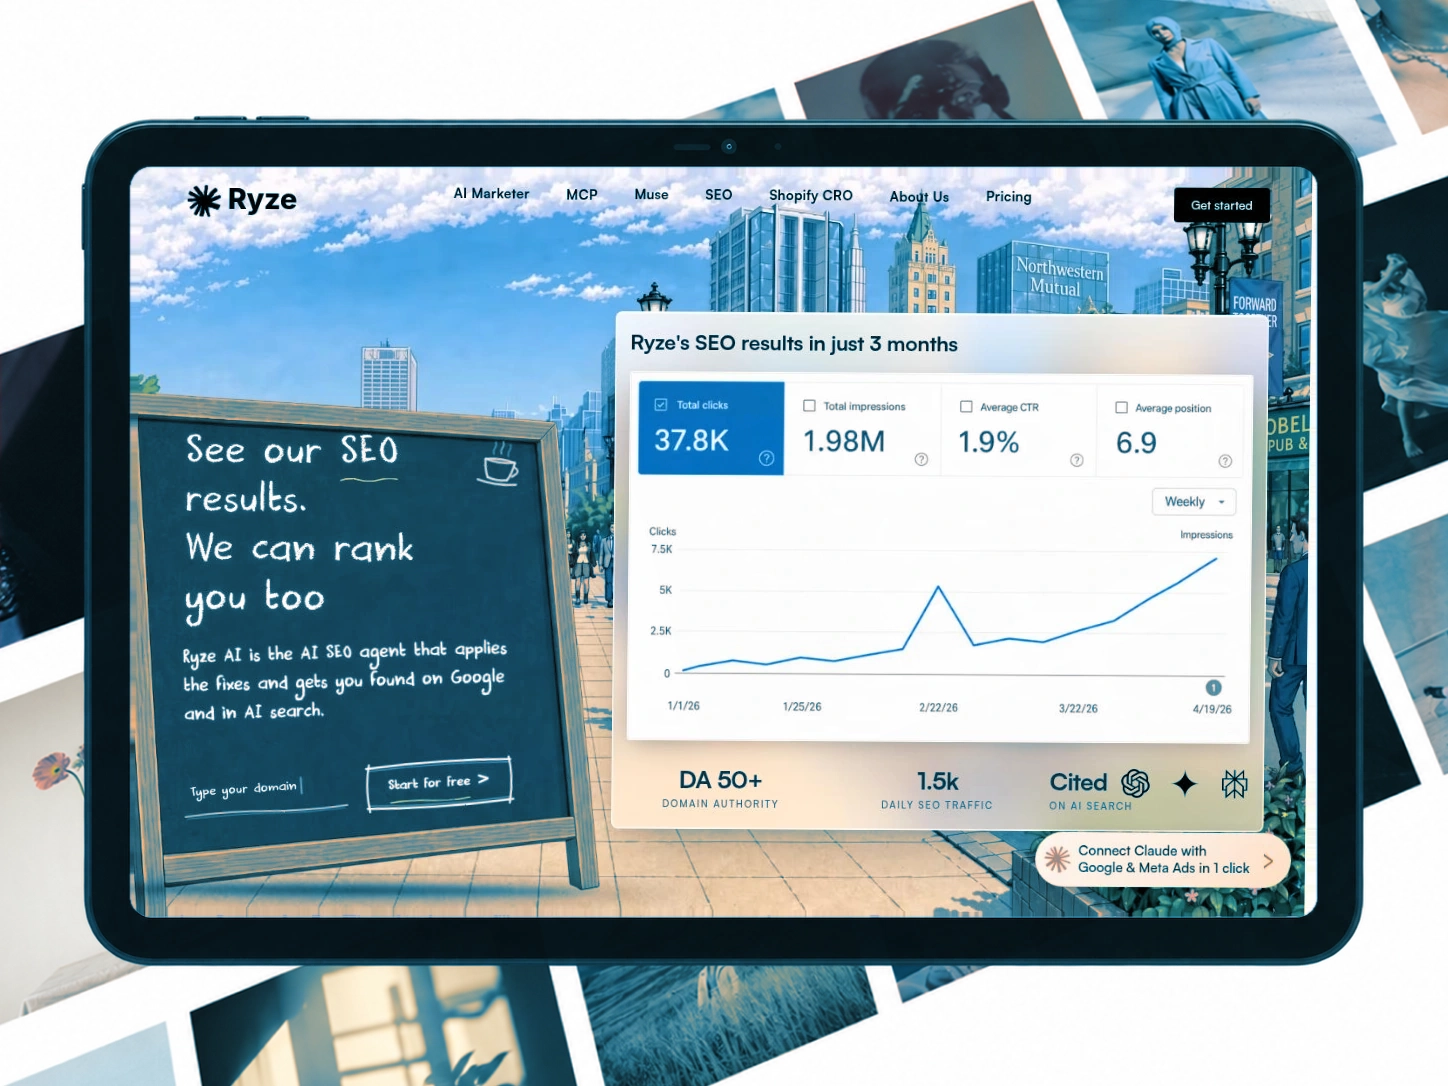 Ryze
AI Marketer
MCP
Muse
SEO
Shopify CRO
About Us
Pricing
Get started
Northwestern
Mutual
FORWARD
See our SEO
results.
We can rank
you too
Ryze AI is the AI SEO agent that applies
the fixes and gets you found on Google
and in AI search.
Type your domain
Start for free >
Ryze's SEO results in just 3 months
Total clicks
37.8K
Total impressions
1.98M
Average CTR
1.9%
Average position
6.9
Weekly
Clicks
Impressions
7.5K
5K
2.5K
0
1
1/1/26
1/25/26
2/22/26
3/22/26
4/19/26
DA 50+
DOMAIN AUTHORITY
1.5k
DAILY SEO TRAFFIC
Cited
ON AI SEARCH
PUB &
Connect Claude with
Google & Meta Ads in 1 click